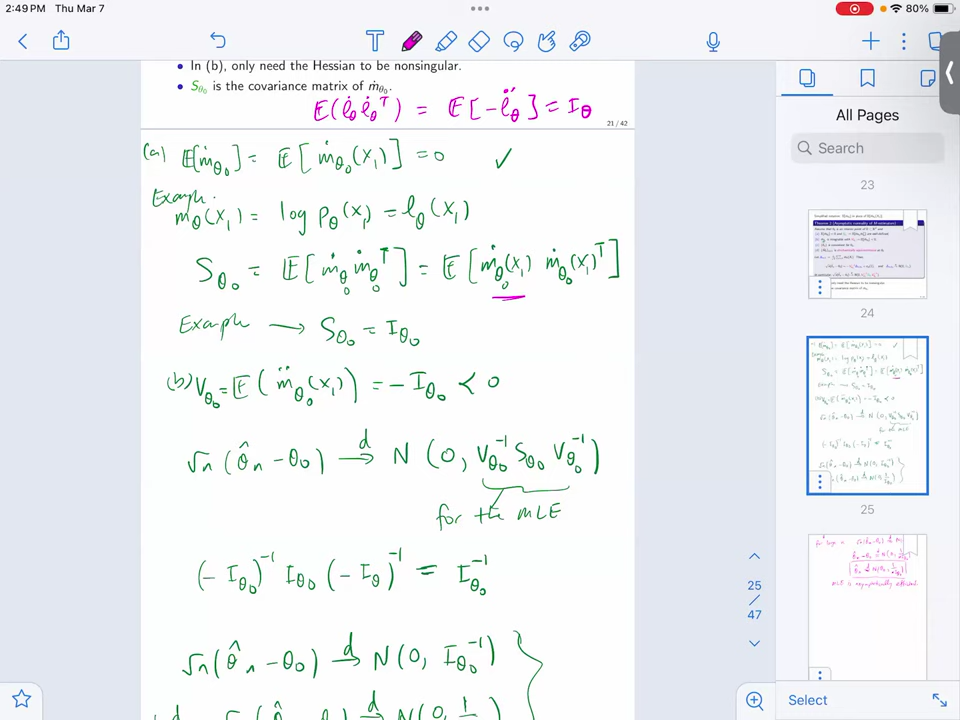 2:49 PM Thu Mar 7
80%
• In (b), only need the Hessian to be nonsingular.
• S_θ₀ is the covariance matrix of ṁ_θ₀.
E(ℓ̇_θ ℓ̇_θ^T) = E[-ℓ̈_θ] = I_θ
21 / 42
(a) E[ṁ_θ₀] = E[ṁ_θ₀(X₁)] = 0 ✓
Example.
m_θ(X₁) = log p_θ(X₁) = ℓ_θ(X₁)
S_θ₀ = E[ṁ_θ₀ ṁ_θ₀^T] = E[ṁ_θ₀(X₁) ṁ_θ₀(X₁)^T]
Example → S_θ₀ = I_θ₀
(b) V_θ₀ = E(m̈_θ₀(X₁)) = -I_θ₀ < 0
√n(θ̂_n - θ₀) →^d N(0, V_θ₀^-1 S_θ₀ V_θ₀^-1)
for the MLE
(-I_θ₀)^-1 I_θ₀ (-I_θ)^-1 = I_θ₀^-1
√n(θ̂_n - θ₀) →^d N(0, I_θ₀^-1)
All Pages
Search
23
24
25
25
/
47
Select